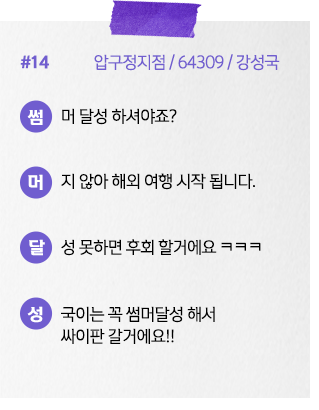 #14 압구정지점 / 64309 / 강성국
썸 머 달성 하셔야죠?
머 지 않아 해외 여행 시작 됩니다.
달 성 못하면 후회 할거에요 ㅋㅋㅋ
성 국이는 꼭 썸머달성 해서
싸이판 갈거에요!!